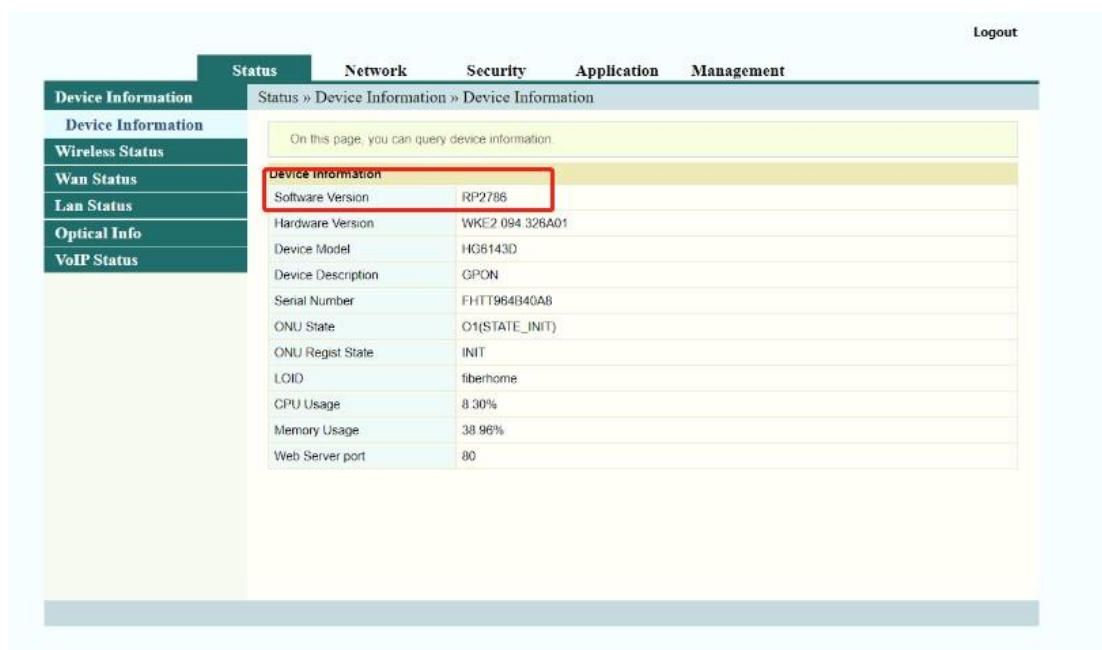 Logout
Status Network Security Application Management
Device Information
Status » Device Information » Device Information
Device Information
Wireless Status
Wan Status
Lan Status
Optical Info
VoIP Status
On this page, you can query device information.
Device Information
Software Version RP2786
Hardware Version WKE2.094.326A01
Device Model HG6143D
Device Description GPON
Serial Number FHTT964B40A8
ONU State O1(STATE_INIT)
ONU Regist State INIT
LOID fiberhome
CPU Usage 8.30%
Memory Usage 38.96%
Web Server port 80